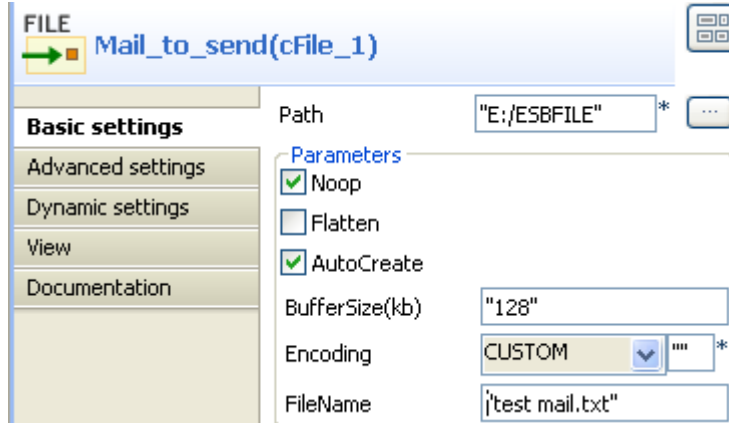 FILE
Mail_to_send(cFile_1)
Basic settings
Advanced settings
Dynamic settings
View
Documentation
Path "E:/ESBFILE" * ...
Parameters
Noop
Flatten
AutoCreate
BufferSize(kb) "128"
Encoding CUSTOM "" *
FileName "test mail.txt"